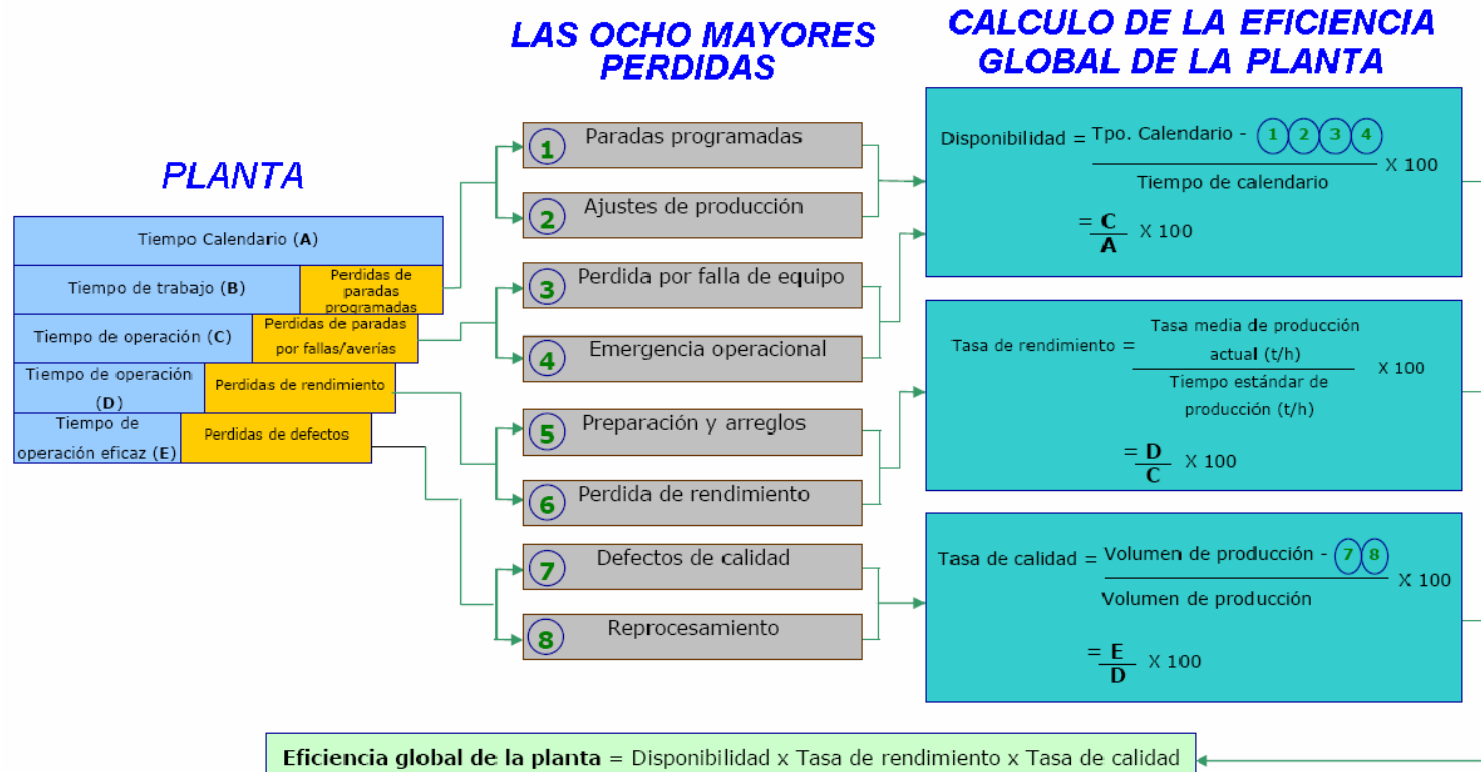 LAS OCHO MAYORES
PERDIDAS
CALCULO DE LA EFICIENCIA
GLOBAL DE LA PLANTA
PLANTA
Tiempo Calendario (A)
Tiempo de trabajo (B)
Perdidas de
paradas
programadas
Tiempo de operación (C)
Perdidas de paradas
por fallas/averías
Tiempo de operación
(D)
Perdidas de rendimiento
Tiempo de
operación eficaz (E)
Perdidas de defectos
1 Paradas programadas
2 Ajustes de producción
3 Perdida por falla de equipo
4 Emergencia operacional
5 Preparación y arreglos
6 Perdida de rendimiento
7 Defectos de calidad
8 Reprocesamiento
Disponibilidad = Tpo. Calendario - 1 2 3 4
X 100
Tiempo de calendario
= C
X 100
A
Tasa media de producción
Tasa de rendimiento =
actual (t/h)
X 100
Tiempo estándar de
producción (t/h)
= D
X 100
C
Tasa de calidad = Volumen de producción - 7 8
X 100
Volumen de producción
= E
X 100
D
Eficiencia global de la planta = Disponibilidad x Tasa de rendimiento x Tasa de calidad